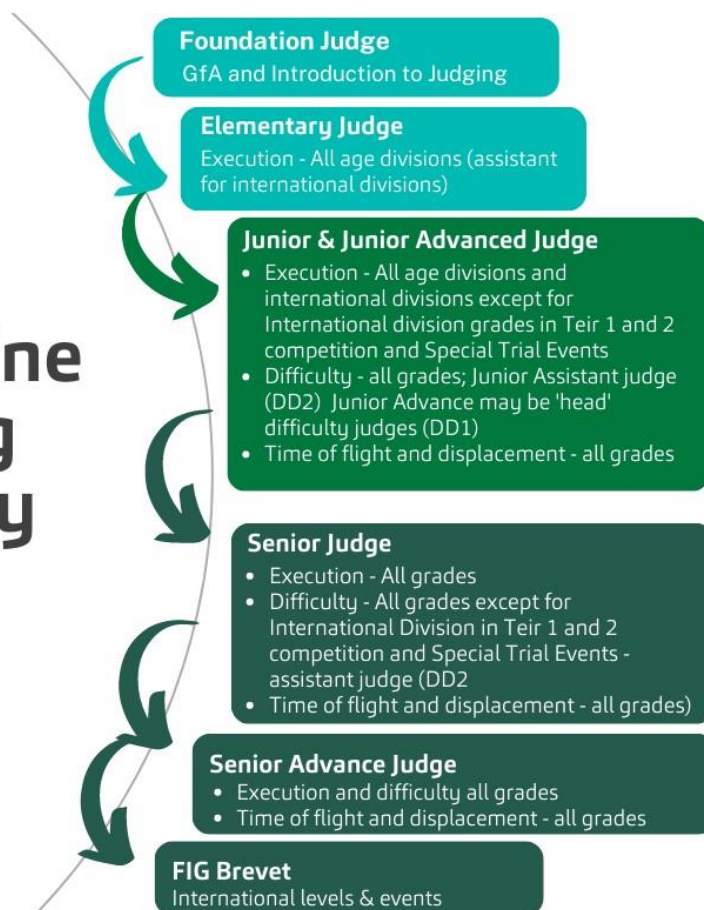 Foundation Judge
GfA and Introduction to Judging
Elementary Judge
Execution - All age divisions (assistant
for international divisions)
Junior & Junior Advanced Judge
• Execution - All age divisions and
international divisions except for
International division grades in Teir 1 and 2
competition and Special Trial Events
• Difficulty - all grades; Junior Assistant judge
(DD2) Junior Advance may be 'head'
difficulty judges (DD1)
• Time of flight and displacement - all grades
Senior Judge
• Execution - All grades
• Difficulty - All grades except for
International Division in Teir 1 and 2
competition and Special Trial Events -
assistant judge (DD2
• Time of flight and displacement - all grades)
Senior Advance Judge
• Execution and difficulty all grades
• Time of flight and displacement - all grades
FIG Brevet
International levels & events